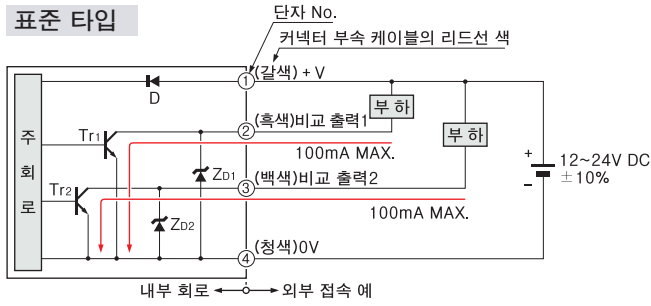 표준 타입
단자 No.
커넥터 부속 케이블의 리드선 색
① (갈색) + V
D
부 하
② (흑색)비교 출력1
부 하
Tr1
주 회 로
100mA MAX.
12~24V DC
±10%
+
−
ZD1
Tr2
③ (백색)비교 출력2
100mA MAX.
ZD2
④ (청색)0V
내부 회로
외부 접속 예